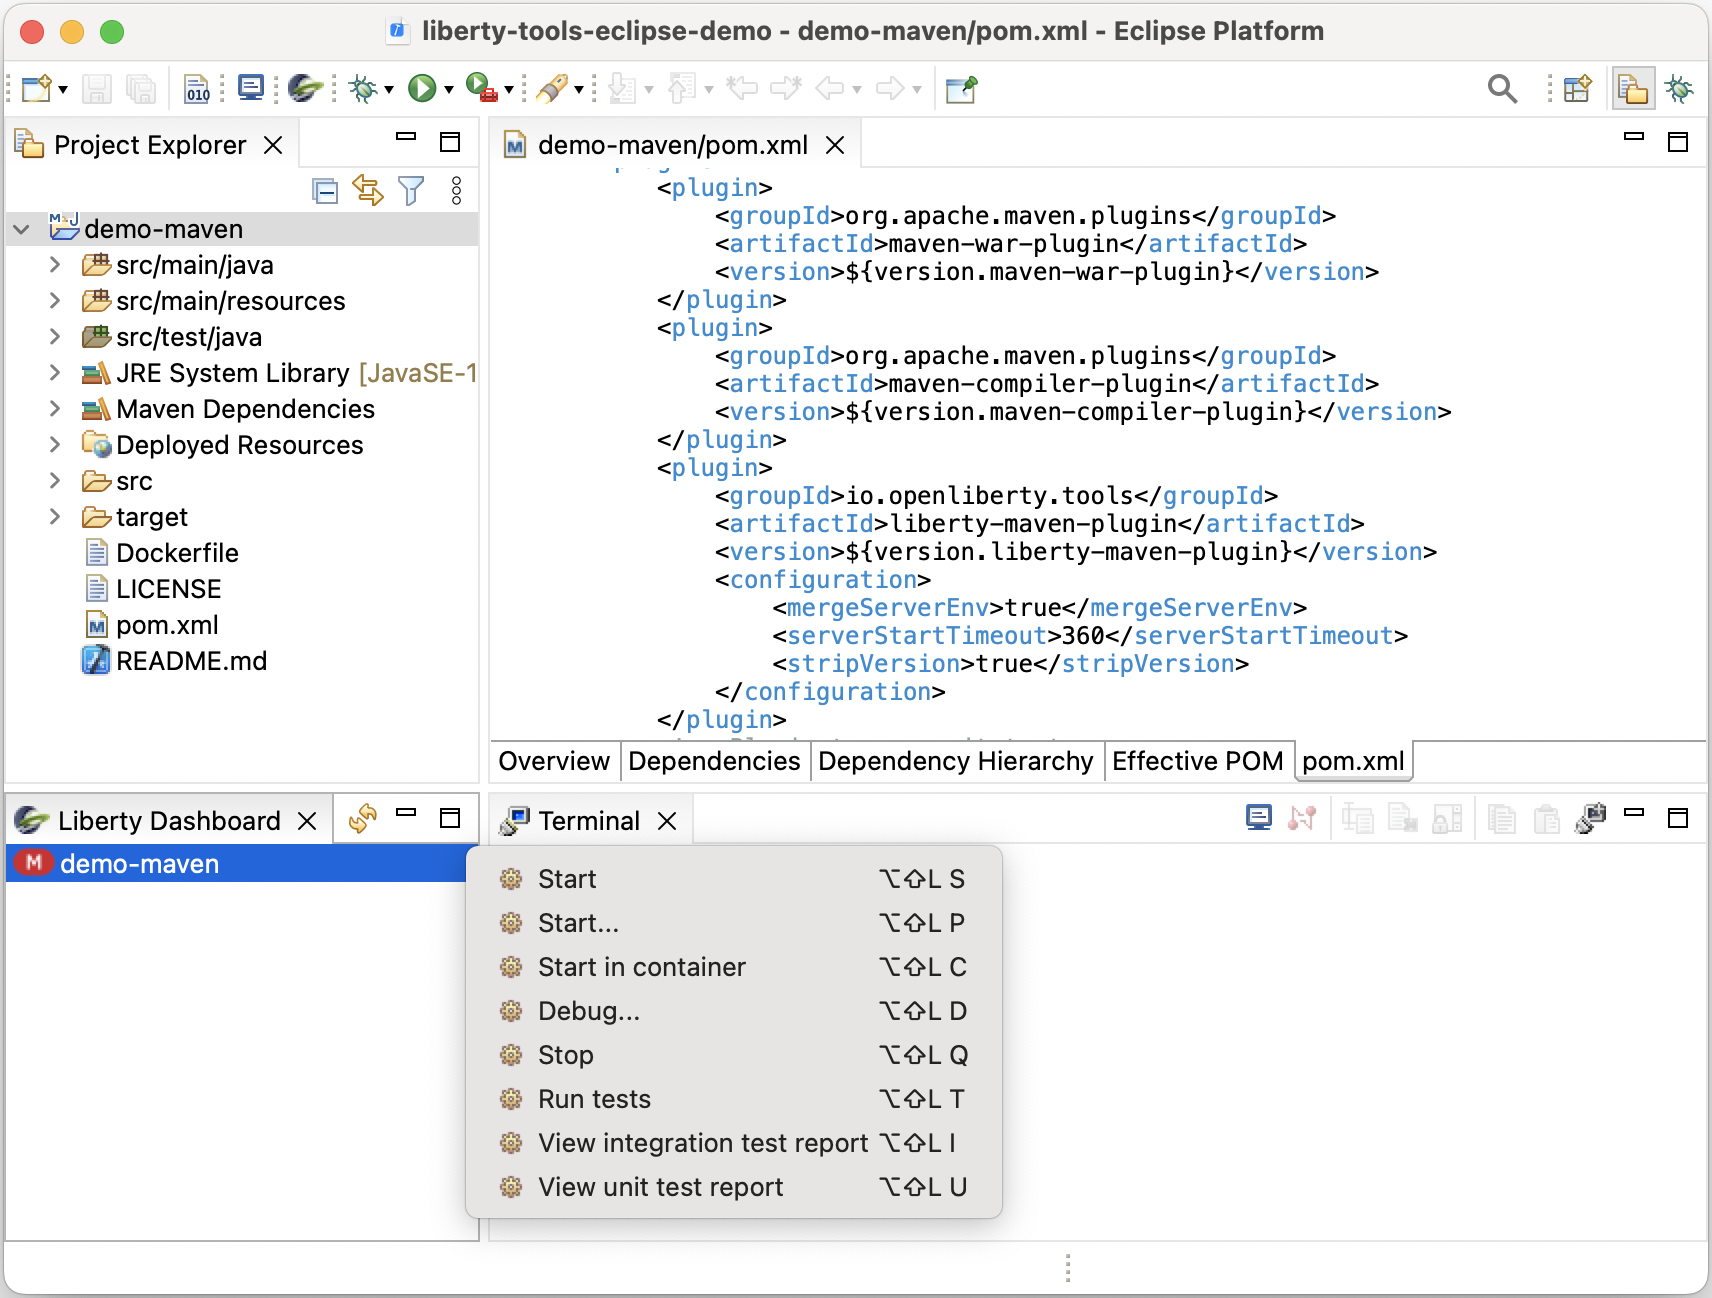 liberty-tools-eclipse-demo - demo-maven/pom.xml - Eclipse Platform
010
Project Explorer
demo-maven/pom.xml
demo-maven
src/main/java
src/main/resources
src/test/java
JRE System Library [JavaSE-1
Maven Dependencies
Deployed Resources
src
target
Dockerfile
LICENSE
pom.xml
README.md
<plugin>
<groupId>org.apache.maven.plugins</groupId>
<artifactId>maven-war-plugin</artifactId>
<version>${version.maven-war-plugin}</version>
</plugin>
<plugin>
<groupId>org.apache.maven.plugins</groupId>
<artifactId>maven-compiler-plugin</artifactId>
<version>${version.maven-compiler-plugin}</version>
</plugin>
<plugin>
<groupId>io.openliberty.tools</groupId>
<artifactId>liberty-maven-plugin</artifactId>
<version>${version.liberty-maven-plugin}</version>
<configuration>
<mergeServerEnv>true</mergeServerEnv>
<serverStartTimeout>360</serverStartTimeout>
<stripVersion>true</stripVersion>
</configuration>
</plugin>
Overview Dependencies Dependency Hierarchy Effective POM pom.xml
Liberty Dashboard
M demo-maven
Terminal
Start ⌥⇧L S
Start... ⌥⇧L P
Start in container ⌥⇧L C
Debug... ⌥⇧L D
Stop ⌥⇧L Q
Run tests ⌥⇧L T
View integration test report ⌥⇧L I
View unit test report ⌥⇧L U